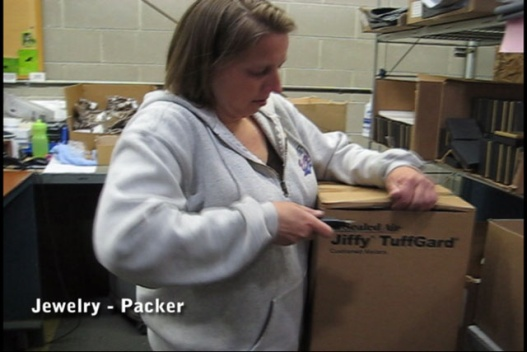 Sealed Air
Jiffy TuffGard
Jewelry - Packer